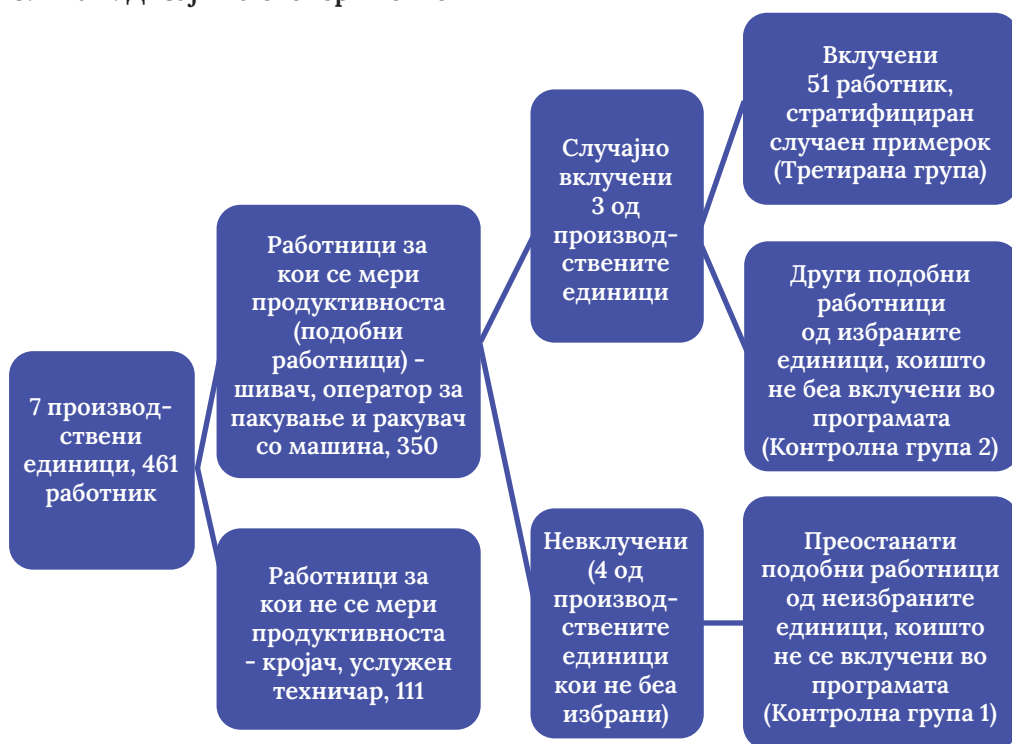 7 производ-
ствени
единици, 461
работник
Работници за
кои се мери
продуктивноста
(подобни
работници) -
шивач, оператор за
пакување и ракувач
со машина, 350
Работници за
кои не се мери
продуктивноста
- кројач, услужен
техничар, 111
Случајно
вклучени
3 од
производ-
ствените
единици
Невклучени
(4 од
производ-
ствените
единици
кои не беа
избрани)
Вклучени
51 работник,
стратифициран
случаен примерок
(Третирана група)
Други подобни
работници
од избраните
единици, коишто
не беа вклучени во
програмата
(Контролна група 2)
Преостанати
подобни работници
од неизбраните
единици, коишто
не се вклучени во
програмата
(Контролна група 1)